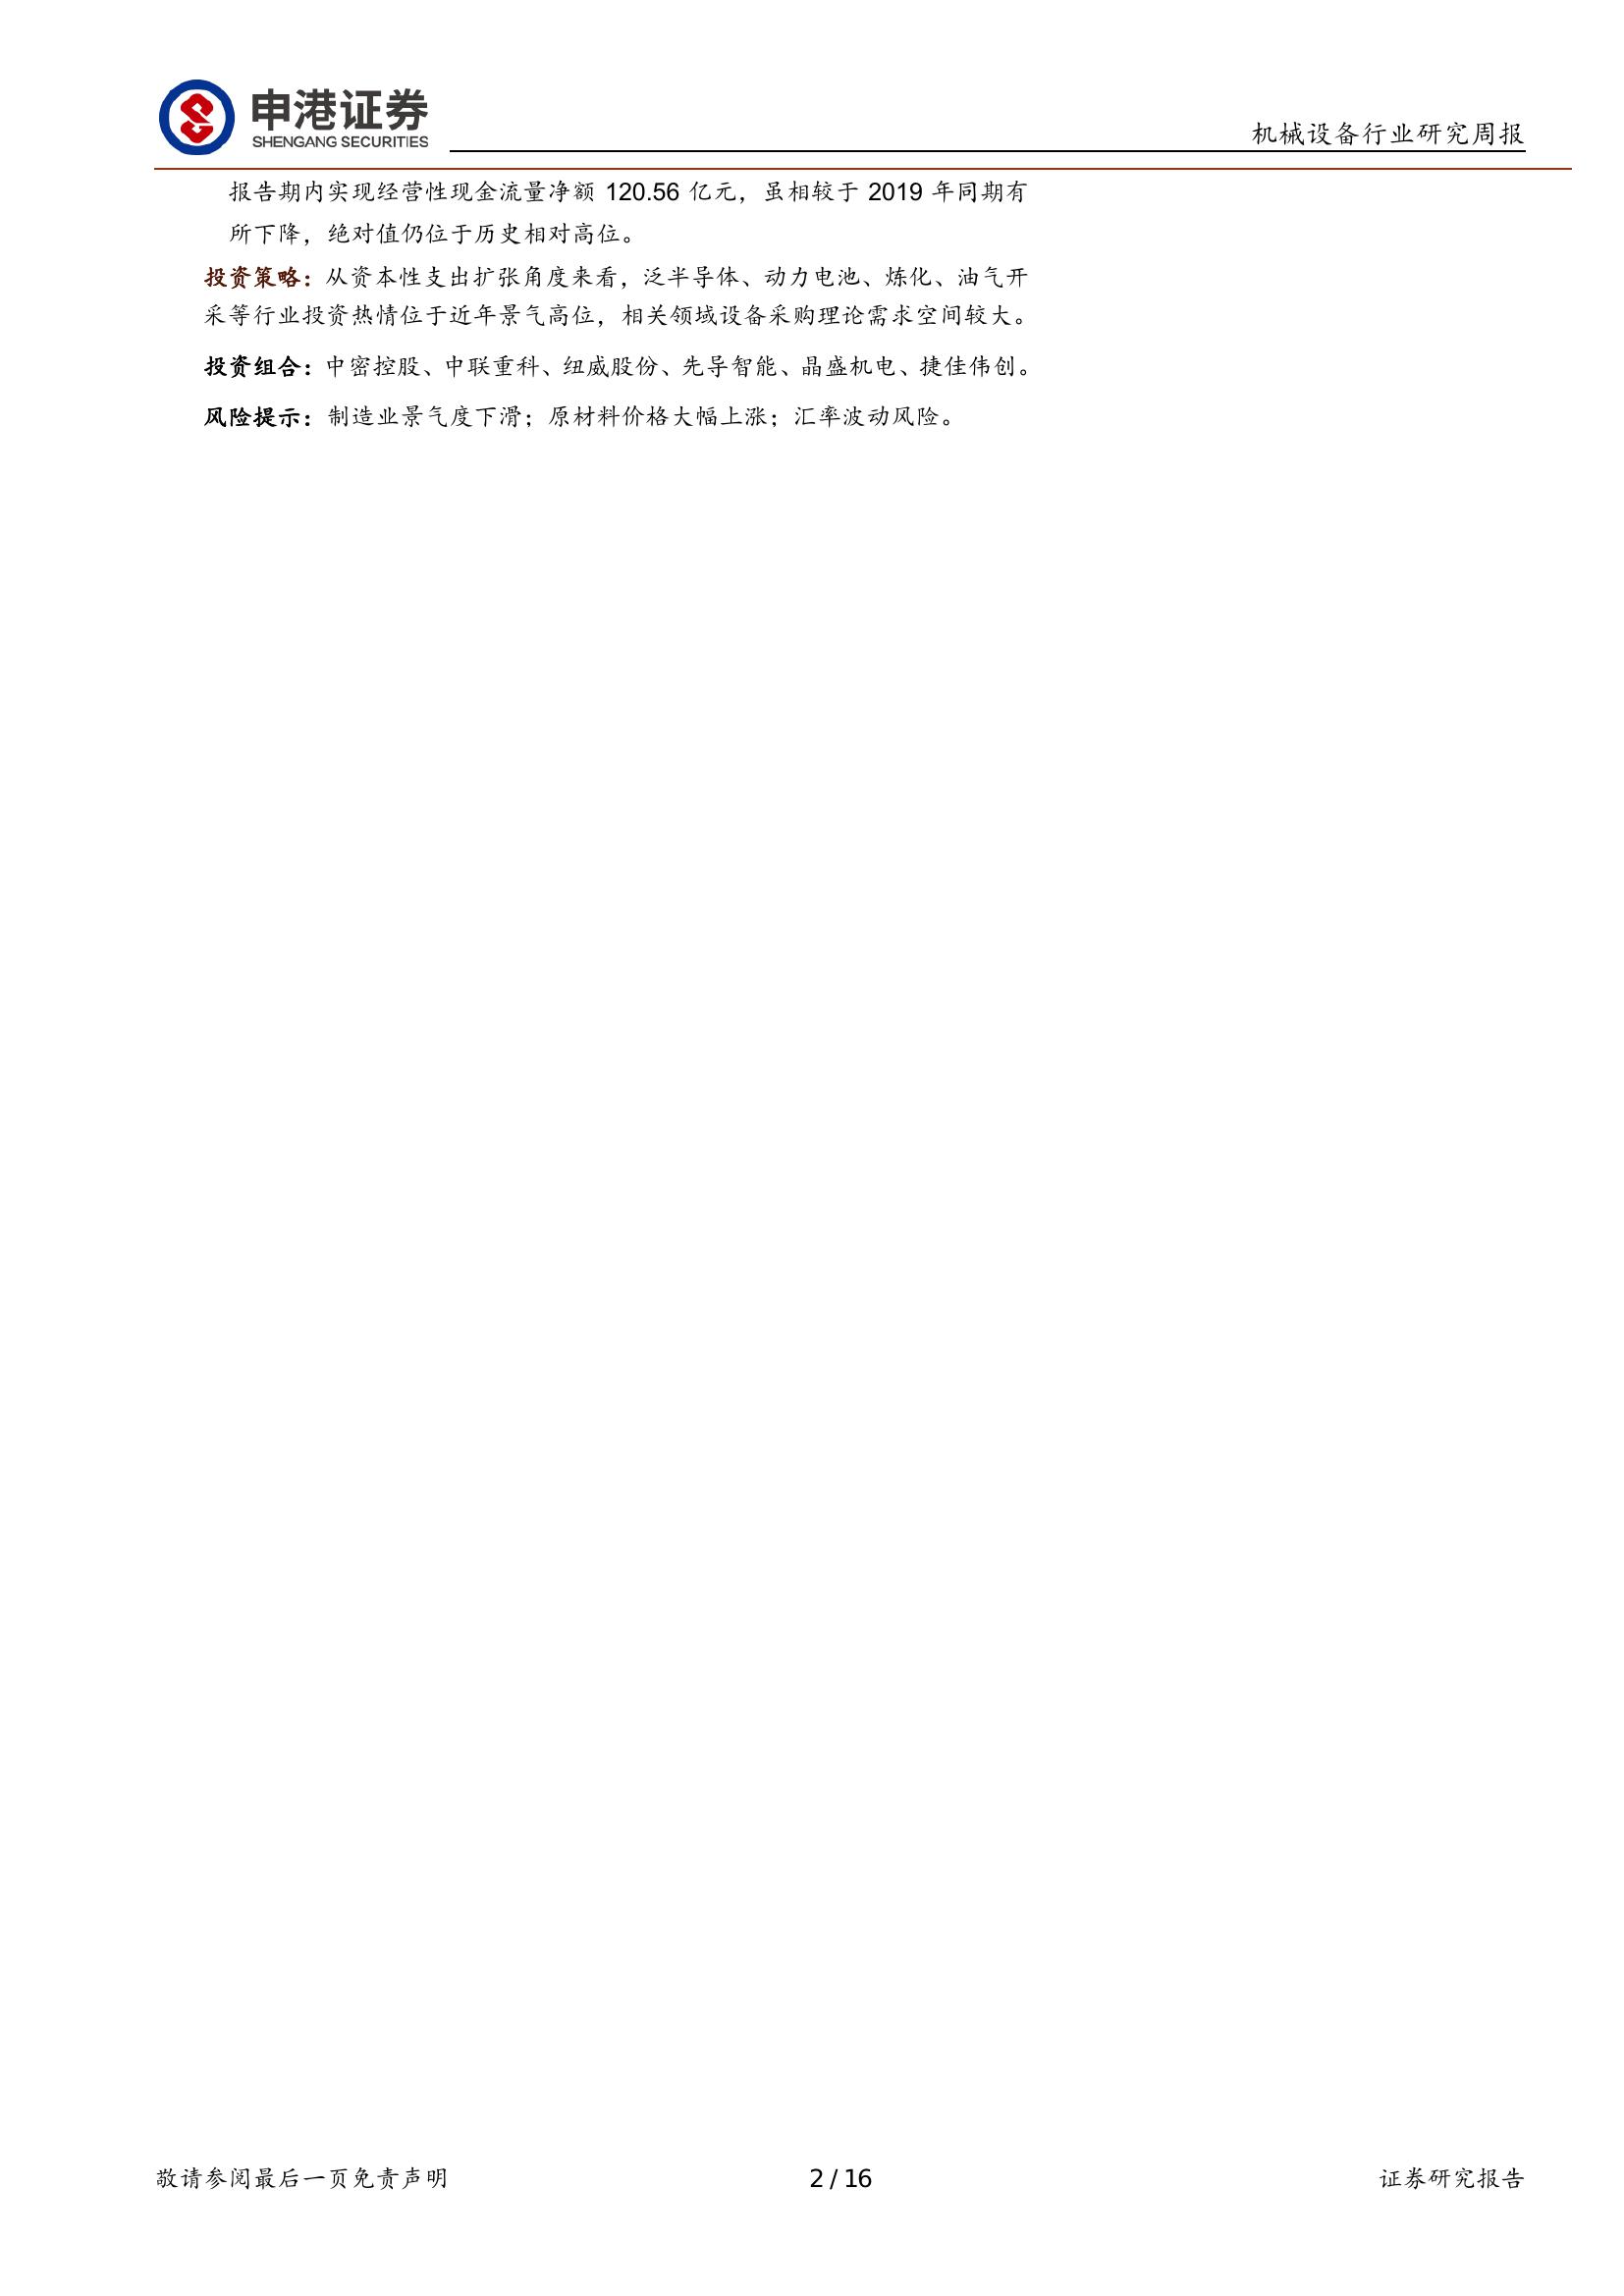 申港证券
SHENGANG SECURITIES
机械设备行业研究周报
报告期内实现经营性现金流量净额 120.56 亿元，虽相较于 2019 年同期有
所下降，绝对值仍位于历史相对高位。
投资策略：从资本性支出扩张角度来看，泛半导体、动力电池、炼化、油气开
采等行业投资热情位于近年景气高位，相关领域设备采购理论需求空间较大。
投资组合：中密控股、中联重科、纽威股份、先导智能、晶盛机电、捷佳伟创。
风险提示：制造业景气度下滑；原材料价格大幅上涨；汇率波动风险。
敬请参阅最后一页免责声明
2 / 16
证券研究报告